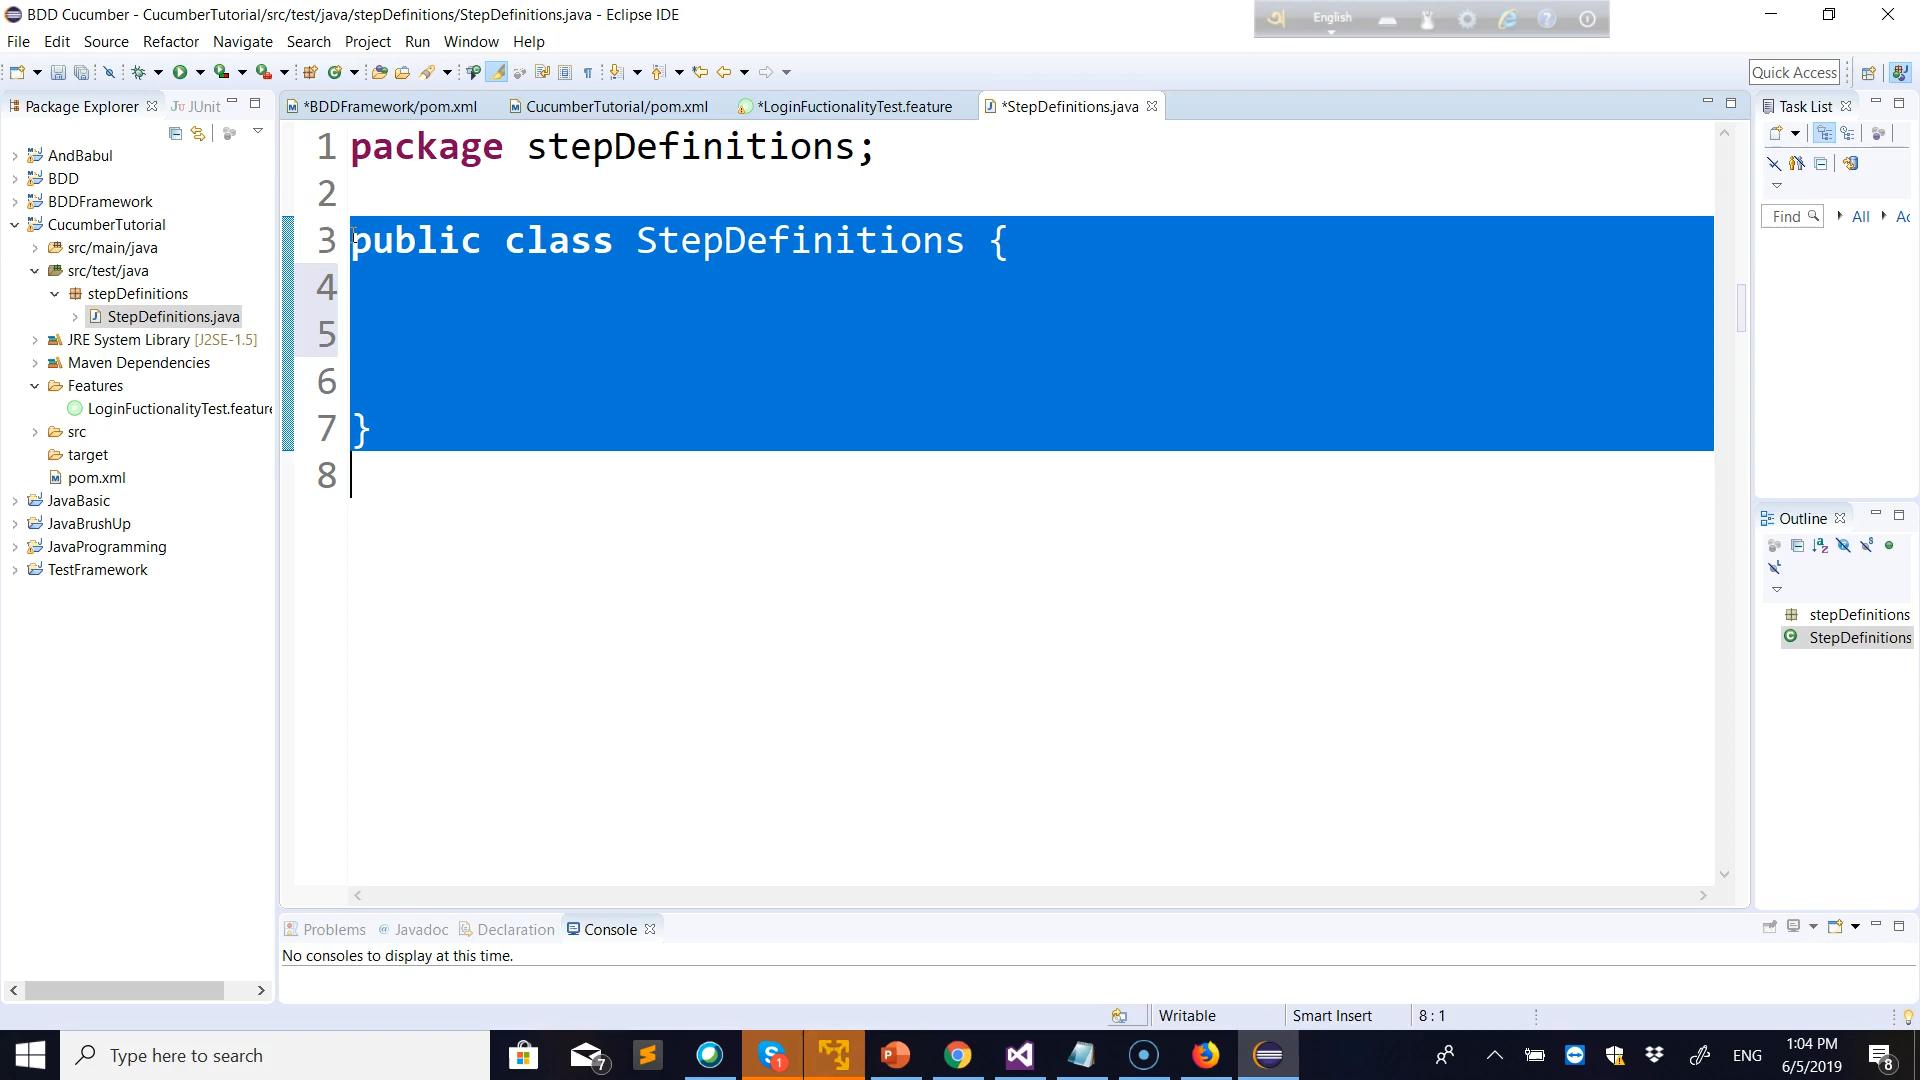 BDD Cucumber - CucumberTutorial/src/test/java/stepDefinitions/StepDefinitions.java - Eclipse IDE
English
File Edit Source Refactor Navigate Search Project Run Window Help
Quick Access
Package Explorer JUnit
*BDDFramework/pom.xml CucumberTutorial/pom.xml *LoginFuctionalityTest.feature *StepDefinitions.java
Task List
AndBabul
BDD
BDDFramework
CucumberTutorial
src/main/java
src/test/java
stepDefinitions
StepDefinitions.java
JRE System Library [J2SE-1.5]
Maven Dependencies
Features
LoginFuctionalityTest.feature
src
target
pom.xml
JavaBasic
JavaBrushUp
JavaProgramming
TestFramework
1 package stepDefinitions;
2
3 public class StepDefinitions {
4
5
6
7 }
8
Find All Ac
Outline
stepDefinitions
StepDefinitions
Problems Javadoc Declaration Console
No consoles to display at this time.
Writable Smart Insert 8 : 1
Type here to search
7
1
ENG
1:04 PM
6/5/2019
8